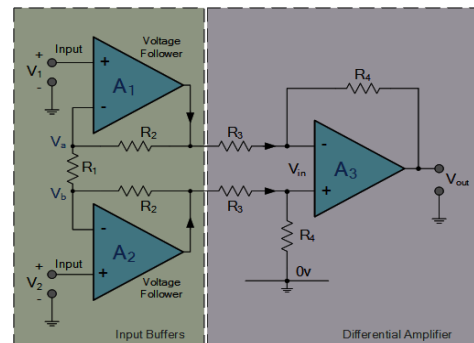 Voltage
Follower
+
Input
V1
-
+
A1
-
Va
R2
R1
Vb
R2
-
A2
+
+
Input
V2
-
Voltage
Follower
Input Buffers
R3
R4
-
Vin
A3
+
R3
R4
0v
Vout
Differential Amplifier